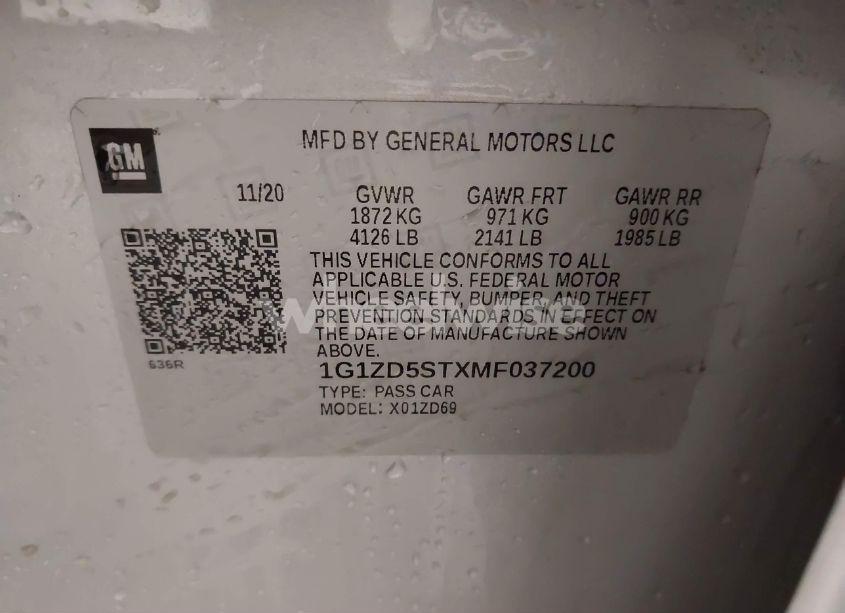 GM
MFD BY GENERAL MOTORS LLC
11/20 GVWR GAWR FRT GAWR RR
1872 KG 971 KG 900 KG
4126 LB 2141 LB 1985 LB
THIS VEHICLE CONFORMS TO ALL
APPLICABLE U.S. FEDERAL MOTOR
VEHICLE SAFETY, BUMPER, AND THEFT
PREVENTION STANDARDS IN EFFECT ON
THE DATE OF MANUFACTURE SHOWN
ABOVE.
636R
1G1ZD5STXMF037200
TYPE: PASS CAR
MODEL: X01ZD69